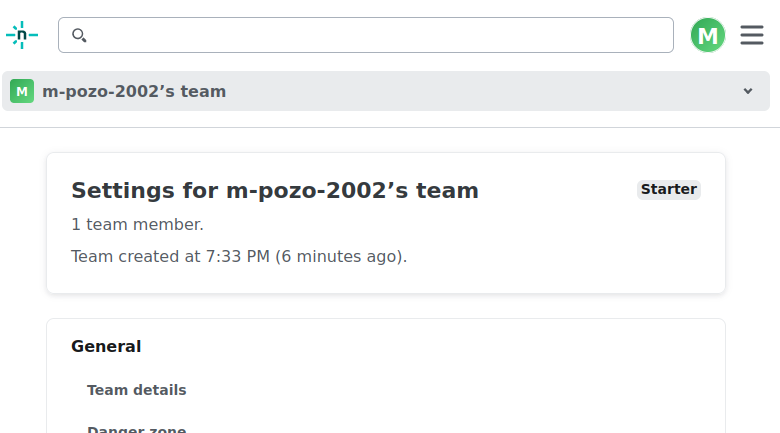 n
M
M
m-pozo-2002’s team
Settings for m-pozo-2002’s team
Starter
1 team member.
Team created at 7:33 PM (6 minutes ago).
General
Team details
Danger zone